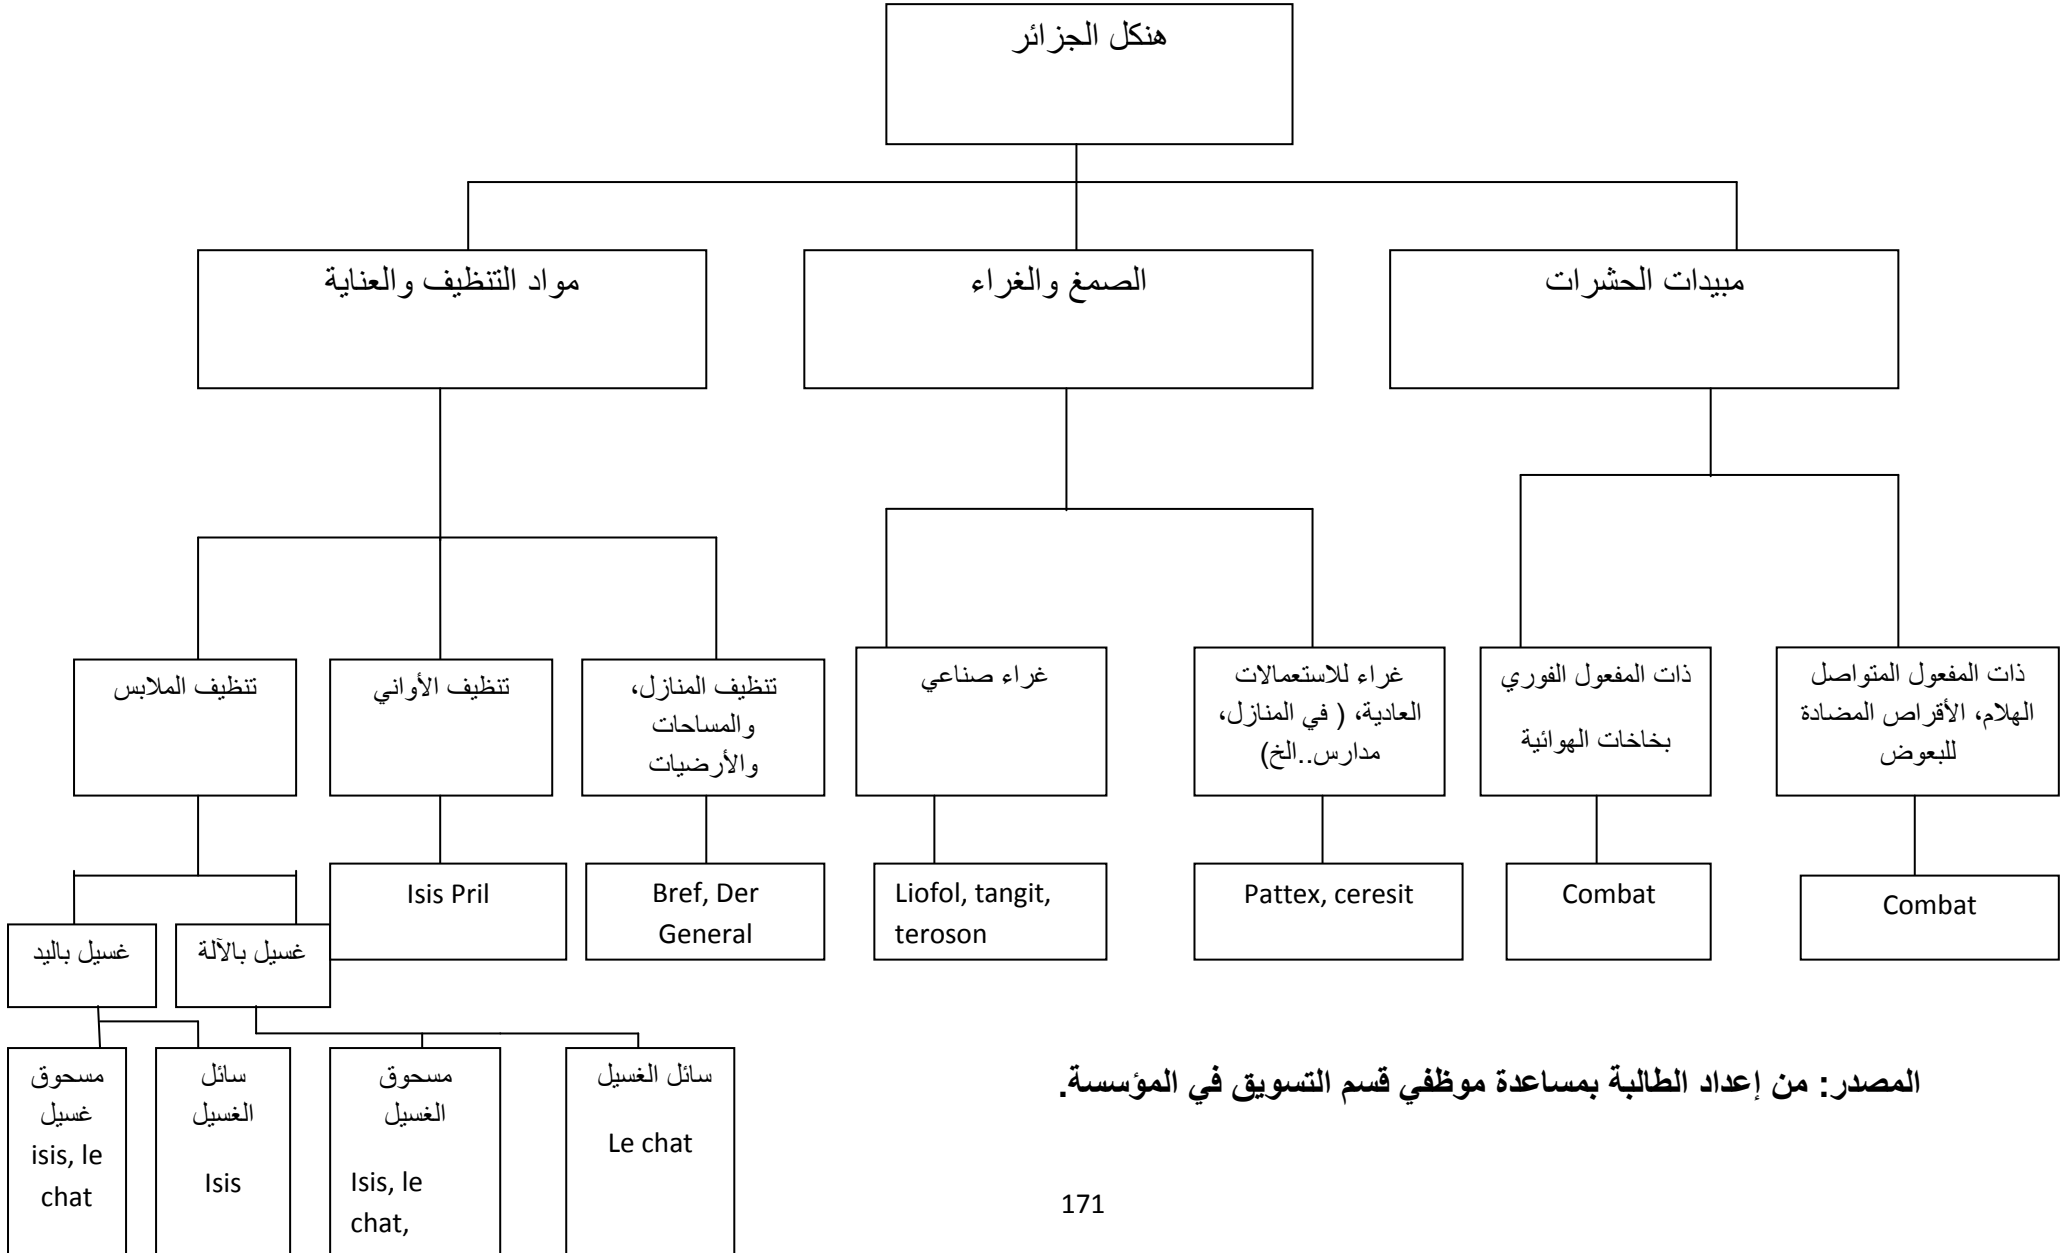 هنكل الجزائر
مبيدات الحشرات
الصمغ والغراء
مواد التنظيف والعناية
ذات المفعول المتواصل
الهلام، الأقراص المضادة
للبعوض
ذات المفعول الفوري
بخاخات الهوائية
غراء للاستعمالات
العادية، ( في المنازل،
مدارس..الخ)
غراء صناعي
تنظيف المنازل،
والمساحات
والأرضيات
تنظيف الأواني
تنظيف الملابس
Combat
Combat
Pattex, ceresit
Liofol, tangit,
teroson
Bref, Der
General
Isis Pril
غسيل بالآلة
غسيل باليد
سائل الغسيل
Le chat
مسحوق
الغسيل
Isis, le
chat,
سائل
الغسيل
Isis
مسحوق
غسيل
isis, le
chat
المصدر: من إعداد الطالبة بمساعدة موظفي قسم التسويق في المؤسسة.
171